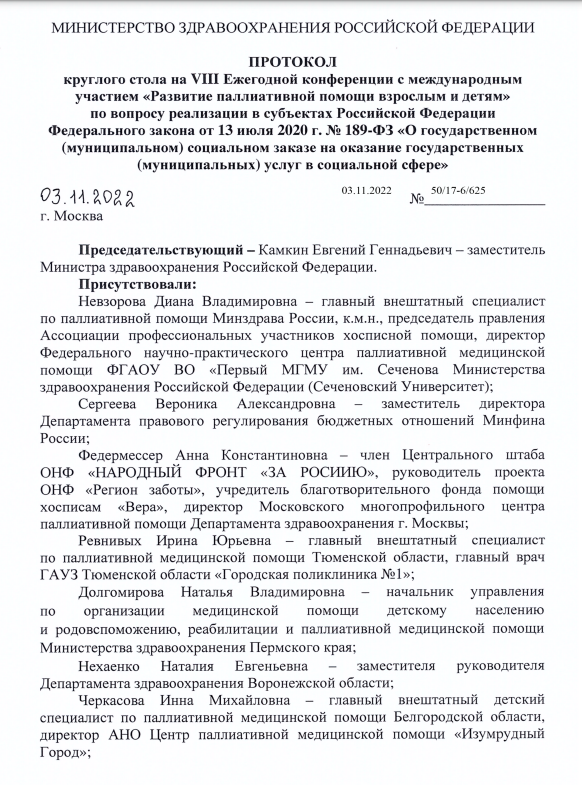 МИНИСТЕРСТВО ЗДРАВООХРАНЕНИЯ РОССИЙСКОЙ ФЕДЕРАЦИИ
ПРОТОКОЛ
круглого стола на VIII Ежегодной конференции с международным
участием «Развитие паллиативной помощи взрослым и детям»
по вопросу реализации в субъектах Российской Федерации
Федерального закона от 13 июля 2020 г. № 189-ФЗ «О государственном
(муниципальном) социальном заказе на оказание государственных
(муниципальных) услуг в социальной сфере»
03.11.2022 03.11.2022 № 50/17-6/625
г. Москва
Председательствующий – Камкин Евгений Геннадьевич – заместитель
Министра здравоохранения Российской Федерации.
Присутствовали:
Невзорова Диана Владимировна – главный внештатный специалист
по паллиативной помощи Минздрава России, к.м.н., председатель правления
Ассоциации профессиональных участников хосписной помощи, директор
Федерального научно-практического центра паллиативной медицинской
помощи ФГАОУ ВО «Первый МГМУ им. Сеченова Министерства
здравоохранения Российской Федерации (Сеченовский Университет);
Сергеева Вероника Александровна – заместитель директора
Департамента правового регулирования бюджетных отношений Минфина
России;
Федермессер Анна Константиновна – член Центрального штаба
ОНФ «НАРОДНЫЙ ФРОНТ «ЗА РОСИИЮ», руководитель проекта
ОНФ «Регион заботы», учредитель благотворительного фонда помощи
хосписам «Вера», директор Московского многопрофильного центра
паллиативной помощи Департамента здравоохранения г. Москвы;
Ревнивых Ирина Юрьевна – главный внештатный специалист
по паллиативной медицинской помощи Тюменской области, главный врач
ГАУЗ Тюменской области «Городская поликлиника №1»;
Долгомирова Наталья Владимировна – начальник управления
по организации медицинской помощи детскому населению
и родовспоможению, реабилитации и паллиативной медицинской помощи
Министерства здравоохранения Пермского края;
Нехаенко Наталия Евгеньевна – заместителя руководителя
Департамента здравоохранения Воронежской области;
Черкасова Инна Михайловна – главный внештатный детский
специалист по паллиативной медицинской помощи Белгородской области,
директор АНО Центр паллиативной медицинской помощи «Изумрудный
Город»;